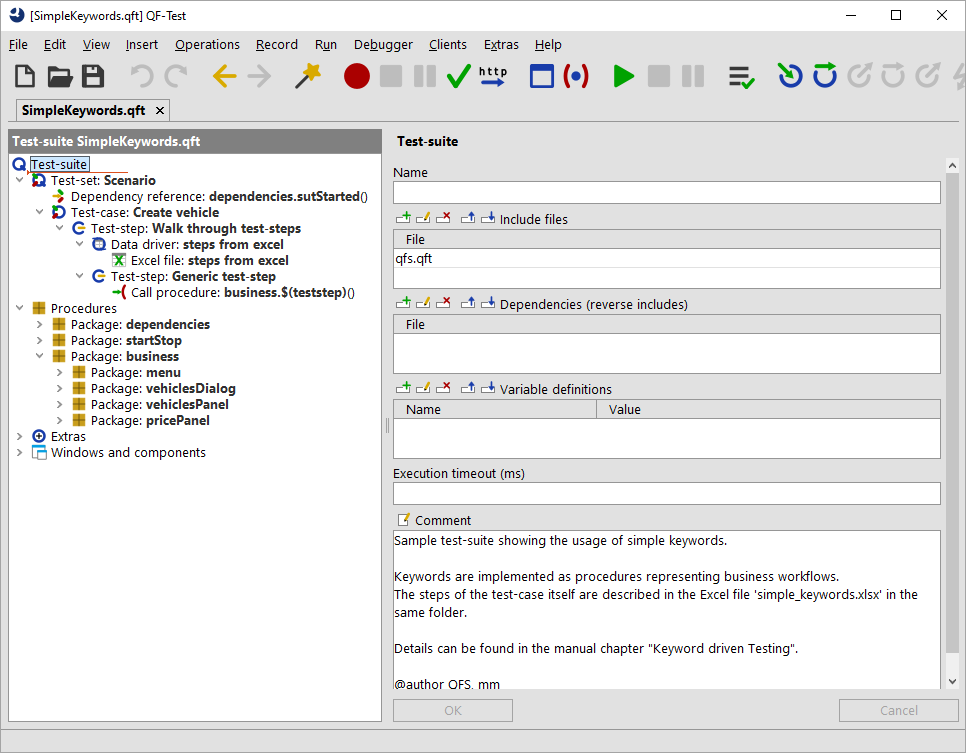 [SimpleKeywords.qft] QF-Test
File Edit View Insert Operations Record Run Debugger Clients Extras Help
http
SimpleKeywords.qft
Test-suite SimpleKeywords.qft
Test-suite
Test-set: Scenario
Dependency reference: dependencies.sutStarted()
Test-case: Create vehicle
Test-step: Walk through test-steps
Data driver: steps from excel
Excel file: steps from excel
Test-step: Generic test-step
Call procedure: business.$(teststep)()
Procedures
Package: dependencies
Package: startStop
Package: business
Package: menu
Package: vehiclesDialog
Package: vehiclesPanel
Package: pricePanel
Extras
Windows and components
Test-suite
Name
Include files
File
qfs.qft
Dependencies (reverse includes)
File
Variable definitions
Name Value
Execution timeout (ms)
Comment
Sample test-suite showing the usage of simple keywords.
Keywords are implemented as procedures representing business workflows.
The steps of the test-case itself are described in the Excel file 'simple_keywords.xlsx' in the
same folder.
Details can be found in the manual chapter "Keyword driven Testing".
@author QFS, mm
OK Cancel